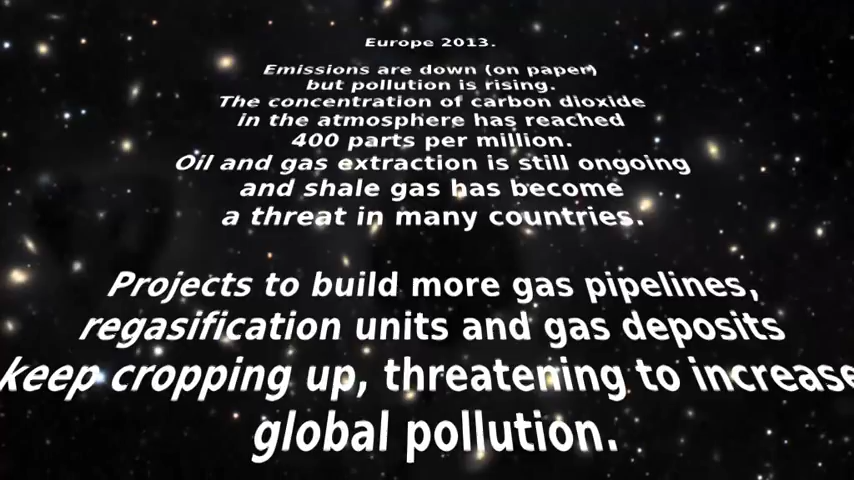 Europe 2013.
Emissions are down (on paper)
but pollution is rising.
The concentration of carbon dioxide
in the atmosphere has reached
400 parts per million.
Oil and gas extraction is still ongoing
and shale gas has become
a threat in many countries.
Projects to build more gas pipelines,
regasification units and gas deposits
keep cropping up, threatening to increase
global pollution.